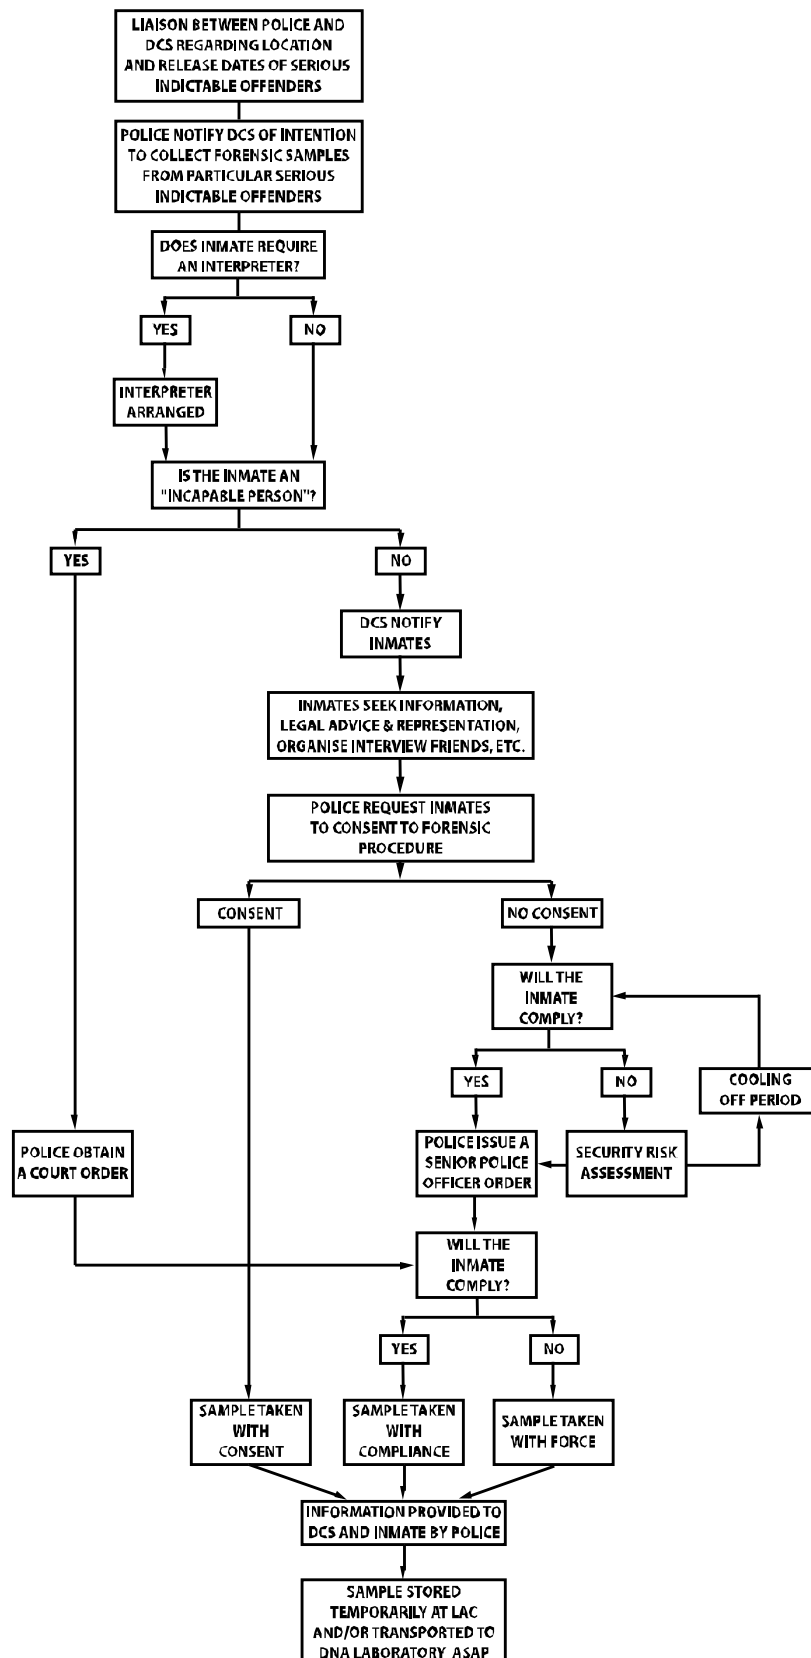 LIAISON BETWEEN POLICE AND
DCS REGARDING LOCATION
AND RELEASE DATES OF SERIOUS
INDICTABLE OFFENDERS
POLICE NOTIFY DCS OF INTENTION
TO COLLECT FORENSIC SAMPLES
FROM PARTICULAR SERIOUS
INDICTABLE OFFENDERS
DOES INMATE REQUIRE
AN INTERPRETER?
YES
NO
INTERPRETER
ARRANGED
IS THE INMATE AN
"INCAPABLE PERSON"?
YES
NO
DCS NOTIFY
INMATES
INMATES SEEK INFORMATION,
LEGAL ADVICE & REPRESENTATION,
ORGANISE INTERVIEW FRIENDS, ETC.
POLICE REQUEST INMATES
TO CONSENT TO FORENSIC
PROCEDURE
CONSENT
NO CONSENT
WILL THE
INMATE
COMPLY?
YES
NO
COOLING
OFF PERIOD
POLICE OBTAIN
A COURT ORDER
POLICE ISSUE A
SENIOR POLICE
OFFICER ORDER
SECURITY RISK
ASSESSMENT
WILL THE
INMATE
COMPLY?
YES
NO
SAMPLE TAKEN
WITH
CONSENT
SAMPLE TAKEN
WITH
COMPLIANCE
SAMPLE TAKEN
WITH FORCE
INFORMATION PROVIDED TO
DCS AND INMATE BY POLICE
SAMPLE STORED
TEMPORARILY AT LAC
AND/OR TRANSPORTED TO
DNA LABORATORY ASAP